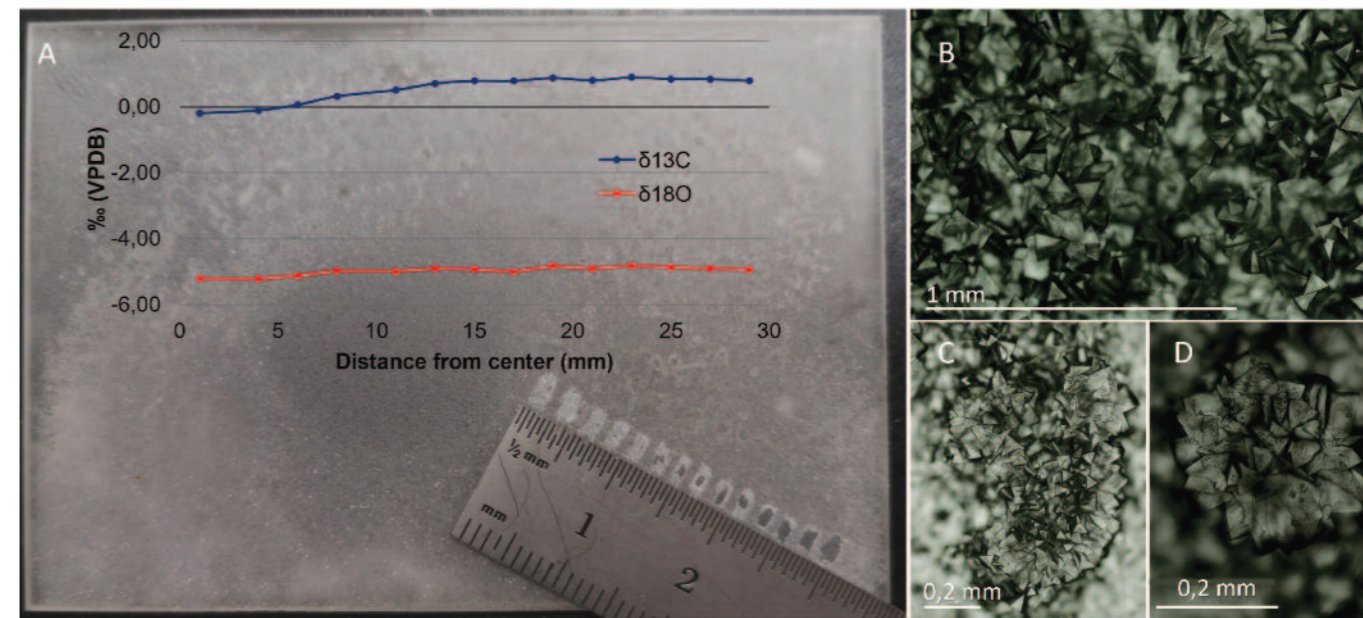 A
2,00
0,00
-2,00
-4,00
-6,00
‰ (VPDB)
δ13C
δ18O
0 5 10 15 20 25 30
Distance from center (mm)
½ mm
mm
1
2
B
1 mm
C
0,2 mm
D
0,2 mm